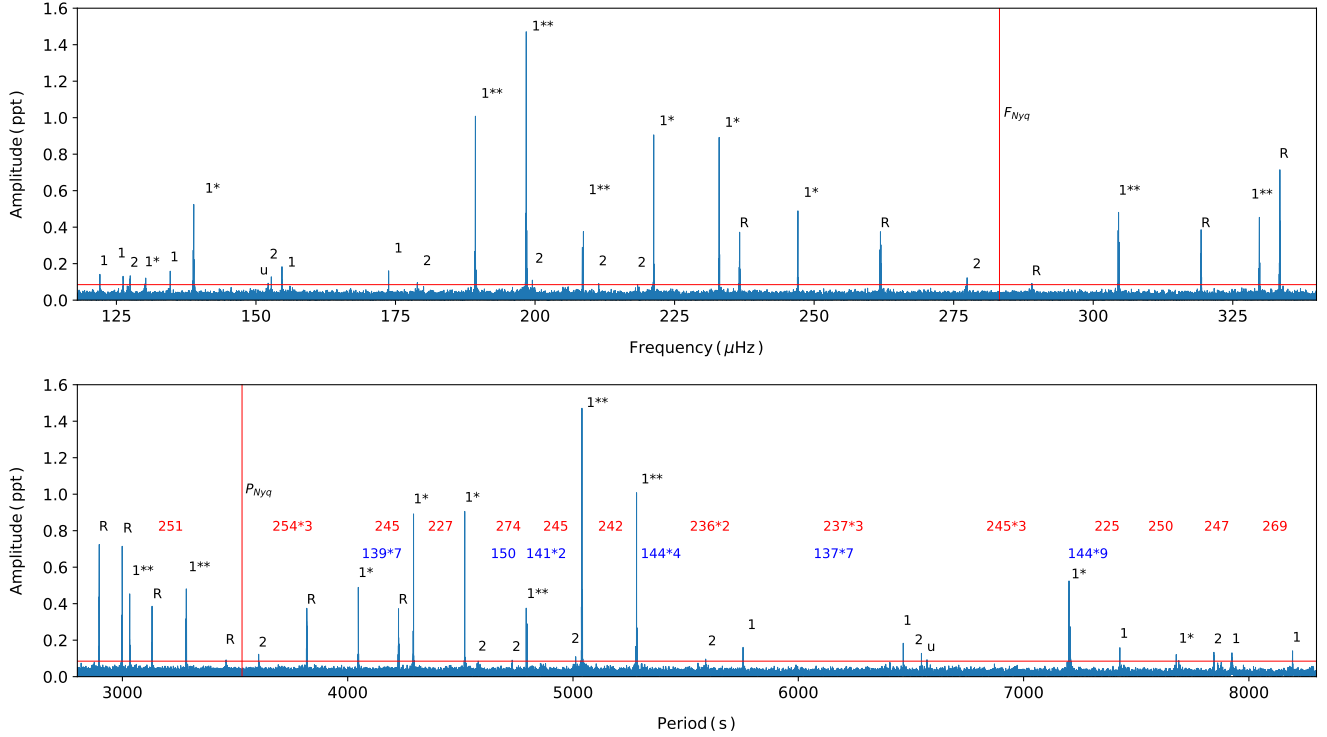 1.6
1.4
1.2
1.0
0.8
0.6
0.4
0.2
0.0
Amplitude (ppt)
1 1 2 1* 1 1* u 2 1 1 2 1** 1** 2 1** 2 2 1* 1* R 1* R 2 F_Nyq R 1** R 1** R
125 150 175 200 225 250 275 300 325
Frequency (μHz)
1.6
1.4
1.2
1.0
0.8
0.6
0.4
0.2
0.0
Amplitude (ppt)
P_Nyq
251 254*3 245 227 274 245 242 236*2 237*3 245*3 225 250 247 269
139*7 150 141*2 144*4 137*7 144*9
R R 1** R 1** R 2 R 1* R 1* 1* 2 2 1** 2 1** 1** 2 1 1 2 u 1* 1 1* 2 1 1
3000 4000 5000 6000 7000 8000
Period (s)